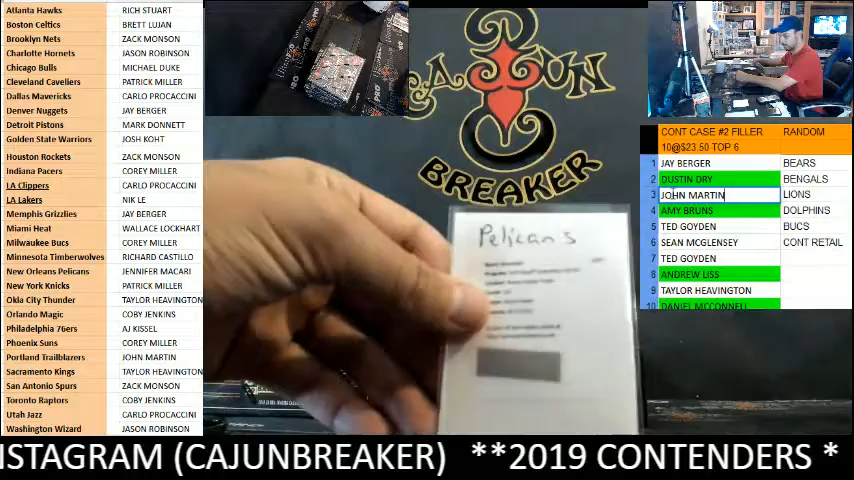 Atlanta Hawks RICH STUART
Boston Celtics BRETT LUJAN
Brooklyn Nets ZACK MONSON
Charlotte Hornets JASON ROBINSON
Chicago Bulls MICHAEL DUKE
Cleveland Cavaliers PATRICK MILLER
Dallas Mavericks CARLO PROCACCINI
Denver Nuggets JAY BERGER
Detroit Pistons MARK DONNETT
Golden State Warriors JOSH KOHT
Houston Rockets ZACK MONSON
Indiana Pacers COREY MILLER
LA Clippers CARLO PROCACCINI
LA Lakers NIK LE
Memphis Grizzlies JAY BERGER
Miami Heat WALLACE LOCKHART
Milwaukee Bucs COREY MILLER
Minnesota Timberwolves RICHARD CASTILLO
New Orleans Pelicans JENNIFER MACARI
New York Knicks PATRICK MILLER
Okla City Thunder TAYLOR HEAVINGTON
Orlando Magic COBY JENKINS
Philadelphia 76ers AJ KISSEL
Phoenix Suns COREY MILLER
Portland Trailblazers JOHN MARTIN
Sacramento Kings TAYLOR HEAVINGTON
San Antonio Spurs ZACK MONSON
Toronto Raptors COBY JENKINS
Utah Jazz CARLO PROCACCINI
Washington Wizard JASON ROBINSON
CAJUN
BREAKER
Pelicans
CONT CASE #2 FILLER RANDOM
10@$23.50 TOP 6
1 JAY BERGER BEARS
2 DUSTIN DRY BENGALS
3 JOHN MARTIN LIONS
4 AMY BRUNS DOLPHINS
5 TED GOYDEN BUCS
6 SEAN MCGLENSEY CONT RETAIL
7 TED GOYDEN
8 ANDREW LISS
9 TAYLOR HEAVINGTON
10 DANIEL MCCONNELL
NSTAGRAM (CAJUNBREAKER) **2019 CONTENDERS *